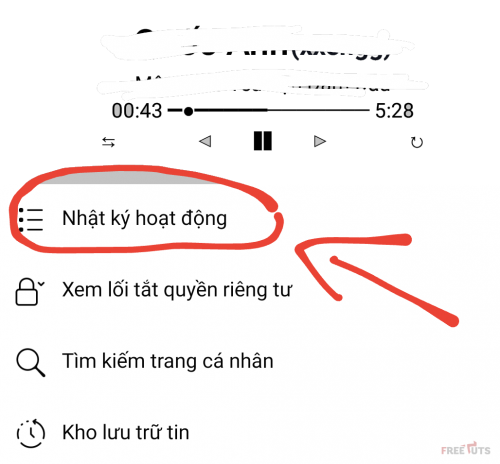 00:43 5:28
Nhật ký hoạt động
Xem lối tắt quyền riêng tư
Tìm kiếm trang cá nhân
Kho lưu trữ tin
FREETUTS